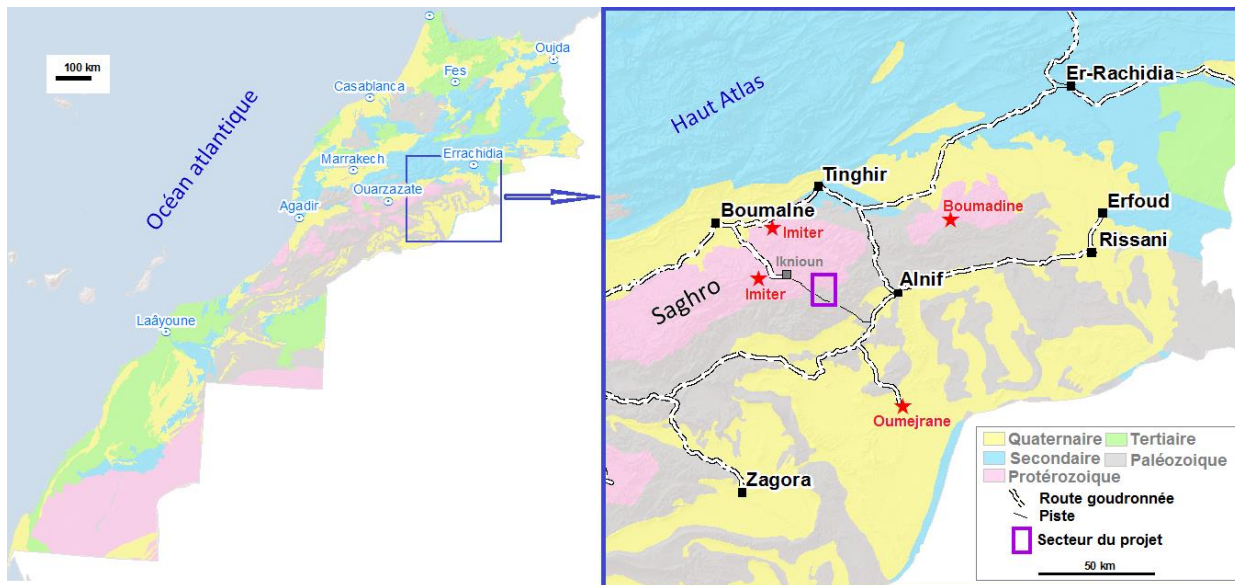 100 km
Océan atlantique
Oujda
Fes
Casablanca
Marrakech
Errachidia
Ouarzazate
Agadir
Laâyoune
Haut Atlas
Er-Rachidia
Tinghir
Boumalne
Imiter
Boumadine
Erfoud
Rissani
Iknioun
Imiter
Saghro
Alnif
Oumejrane
Zagora
Quaternaire Tertiaire
Secondaire Paléozoique
Protérozoique
Route goudronnée
Piste
Secteur du projet
50 km